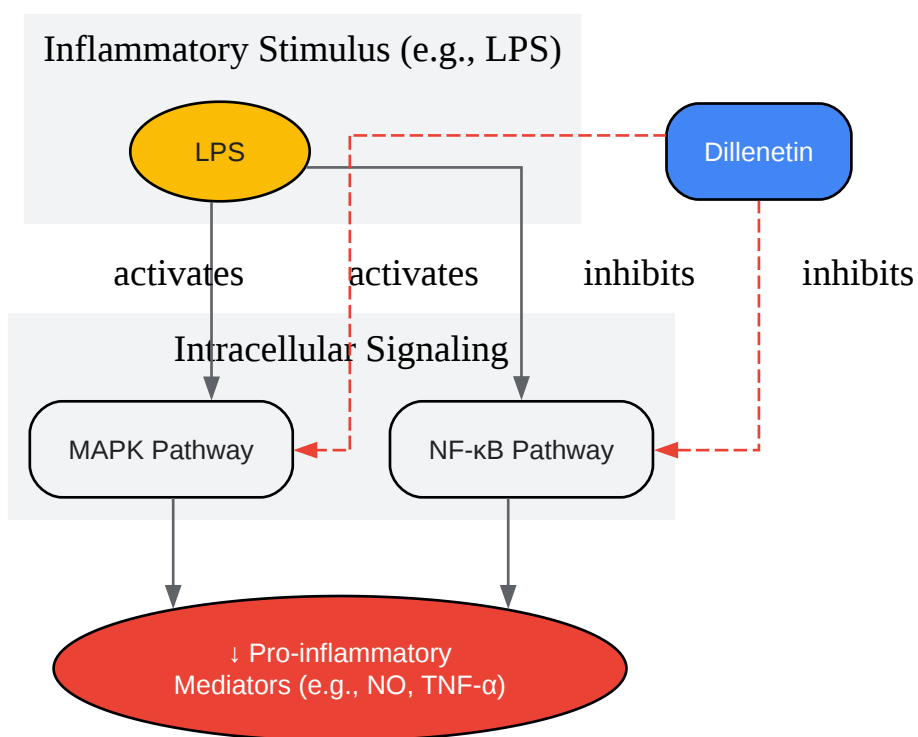 Inflammatory Stimulus (e.g., LPS)
LPS
Dillenetin
activates
activates
inhibits
inhibits
Intracellular Signaling
MAPK Pathway
NF-κB Pathway
↓ Pro-inflammatory
Mediators (e.g., NO, TNF-α)